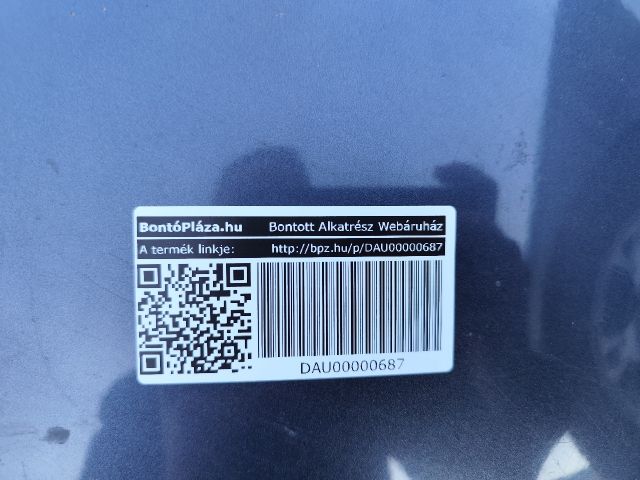 BontóPláza.hu Bontott Alkatrész Webáruház
A termék linkje: http://bpz.hu/p/DAU00000687
DAU00000687